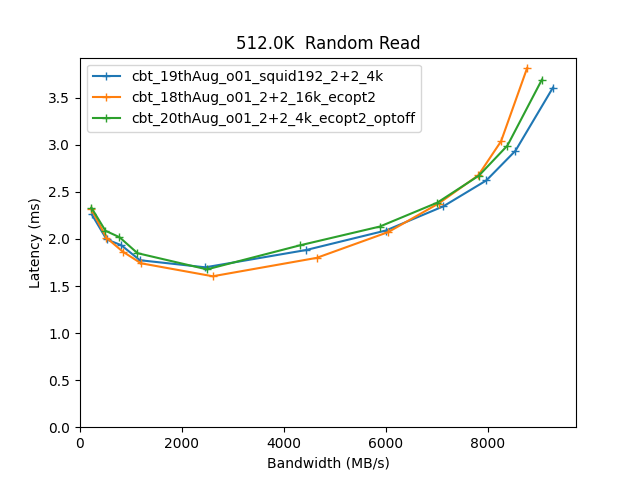 512.0K  Random Read
cbt_19thAug_o01_squid192_2+2_4k
cbt_18thAug_o01_2+2_16k_ecopt2
cbt_20thAug_o01_2+2_4k_ecopt2_optoff
Latency (ms)
3.5
3.0
2.5
2.0
1.5
1.0
0.5
0.0
0 2000 4000 6000 8000
Bandwidth (MB/s)